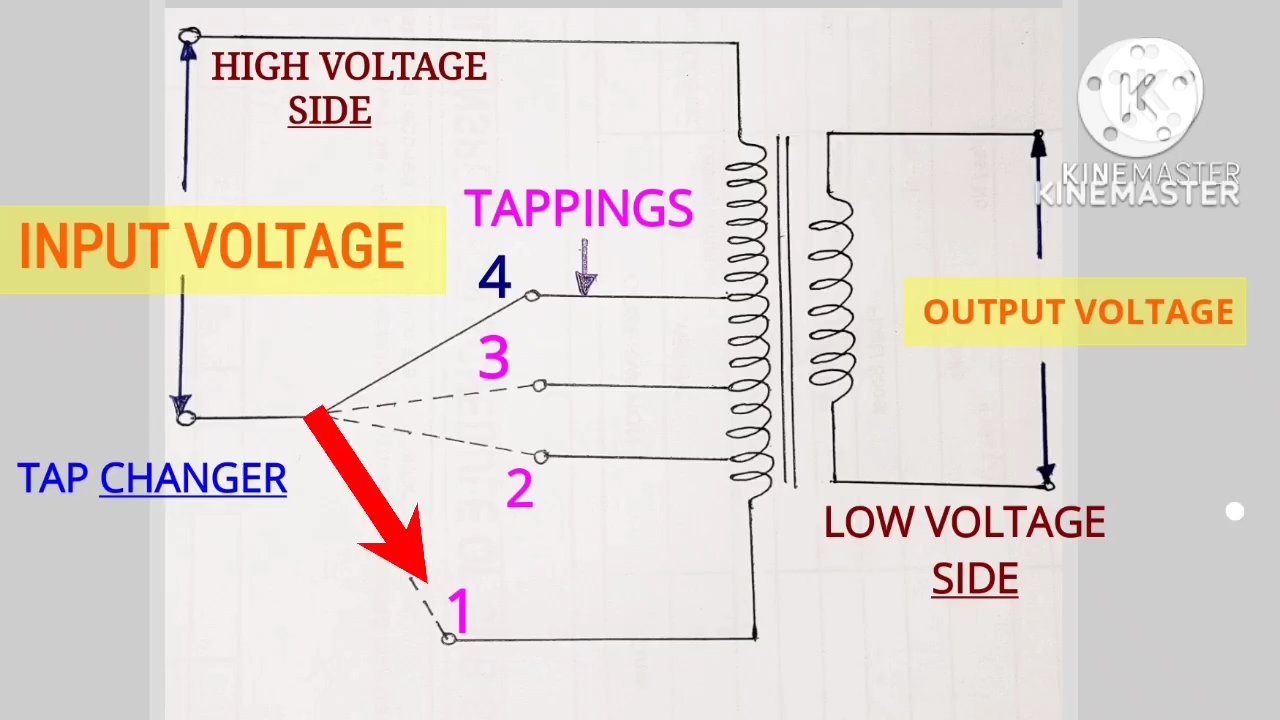 HIGH VOLTAGE
SIDE
KINEMASTER
KINEMASTER
TAPPINGS
INPUT VOLTAGE
4
OUTPUT VOLTAGE
3
TAP CHANGER
2
LOW VOLTAGE
SIDE
1